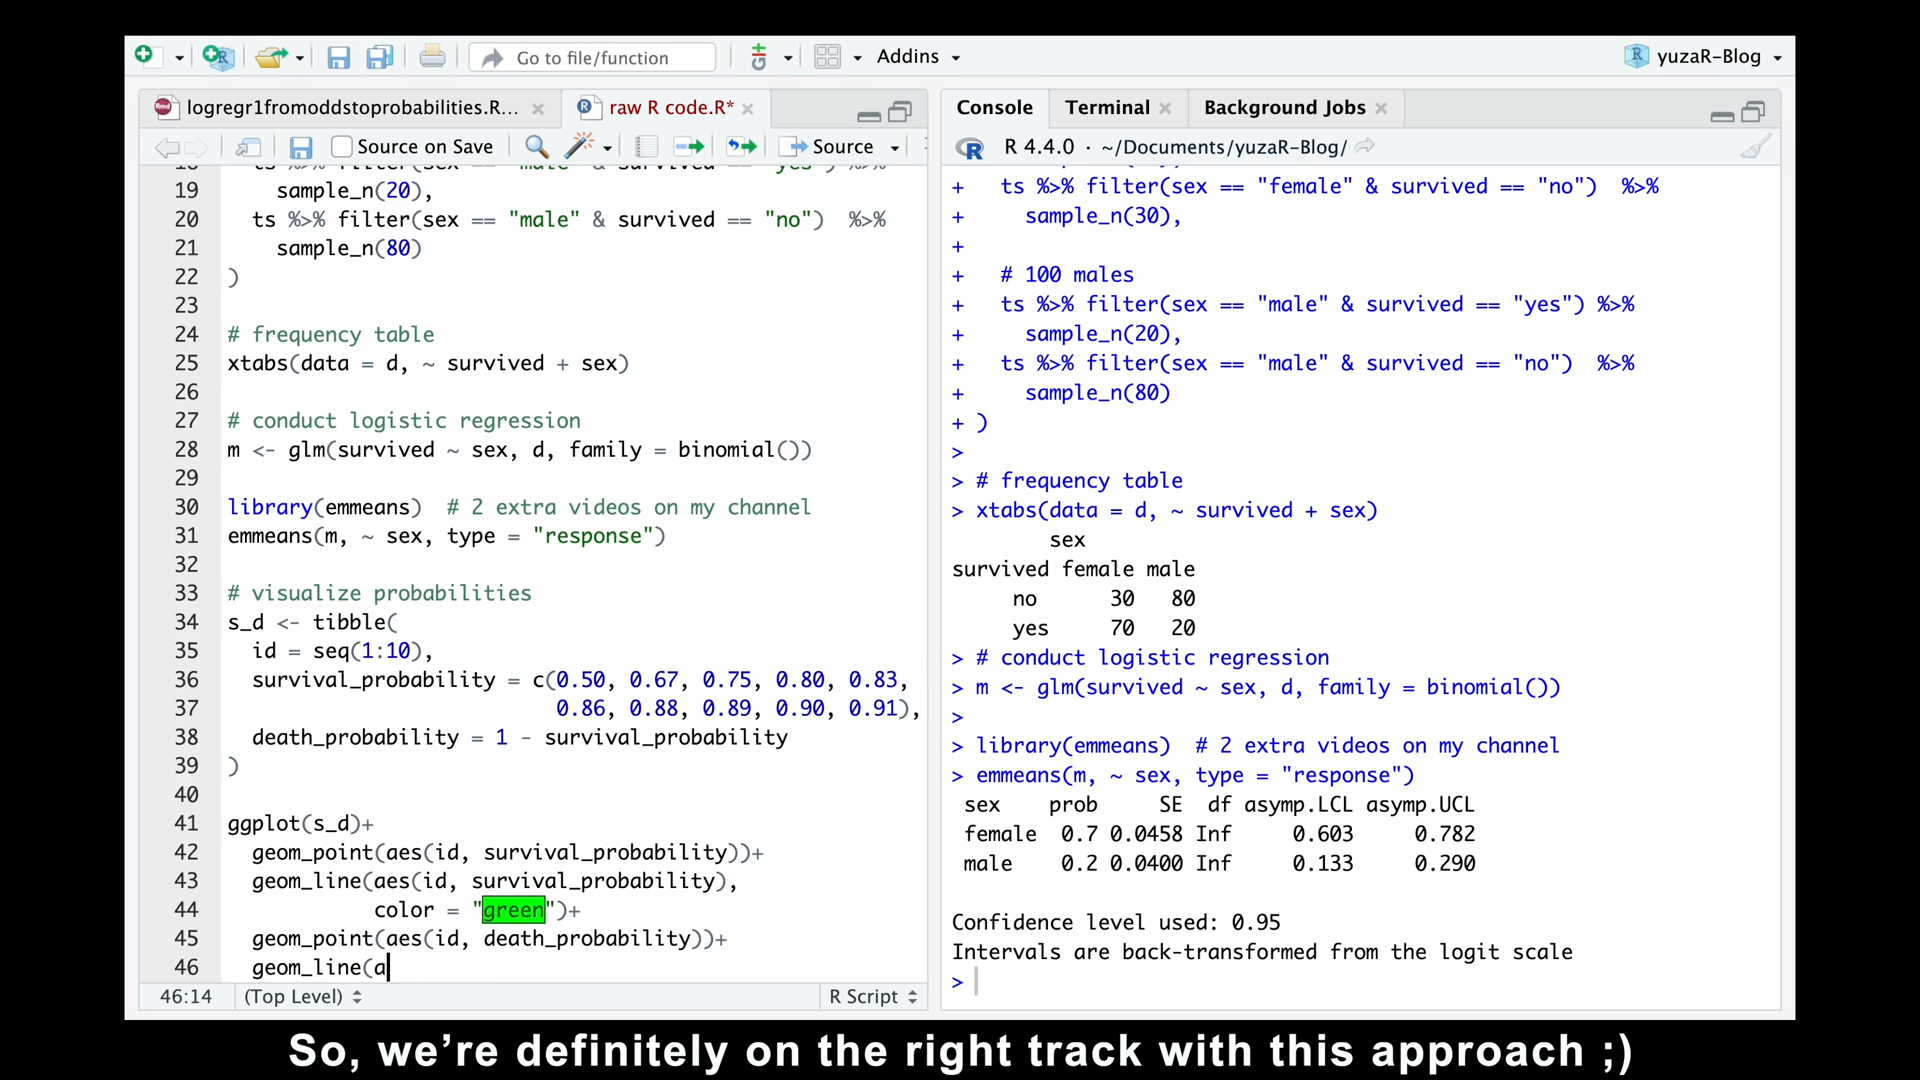 Go to file/function
Addins
yuzaR-Blog
logregr1fromoddstoprobabilities.R...
raw R code.R*
Source on Save
Source
19 sample_n(20),
20 ts %>% filter(sex == "male" & survived == "no") %>%
21 sample_n(80)
22 )
23
24 # frequency table
25 xtabs(data = d, ~ survived + sex)
26
27 # conduct logistic regression
28 m <- glm(survived ~ sex, d, family = binomial())
29
30 library(emmeans) # 2 extra videos on my channel
31 emmeans(m, ~ sex, type = "response")
32
33 # visualize probabilities
34 s_d <- tibble(
35 id = seq(1:10),
36 survival_probability = c(0.50, 0.67, 0.75, 0.80, 0.83,
37 0.86, 0.88, 0.89, 0.90, 0.91),
38 death_probability = 1 - survival_probability
39 )
40
41 ggplot(s_d)+
42 geom_point(aes(id, survival_probability))+
43 geom_line(aes(id, survival_probability),
44 color = "green")+
45 geom_point(aes(id, death_probability))+
46 geom_line(a
46:14 (Top Level) R Script
Console Terminal Background Jobs
R 4.4.0 · ~/Documents/yuzaR-Blog/
+ ts %>% filter(sex == "female" & survived == "no") %>%
+ sample_n(30),
+
+ # 100 males
+ ts %>% filter(sex == "male" & survived == "yes") %>%
+ sample_n(20),
+ ts %>% filter(sex == "male" & survived == "no") %>%
+ sample_n(80)
+ )
>
> # frequency table
> xtabs(data = d, ~ survived + sex)
sex
survived female male
no 30 80
yes 70 20
> # conduct logistic regression
> m <- glm(survived ~ sex, d, family = binomial())
>
> library(emmeans) # 2 extra videos on my channel
> emmeans(m, ~ sex, type = "response")
sex prob SE df asymp.LCL asymp.UCL
female 0.7 0.0458 Inf 0.603 0.782
male 0.2 0.0400 Inf 0.133 0.290
Confidence level used: 0.95
Intervals are back-transformed from the logit scale
>
So, we're definitely on the right track with this approach ;)